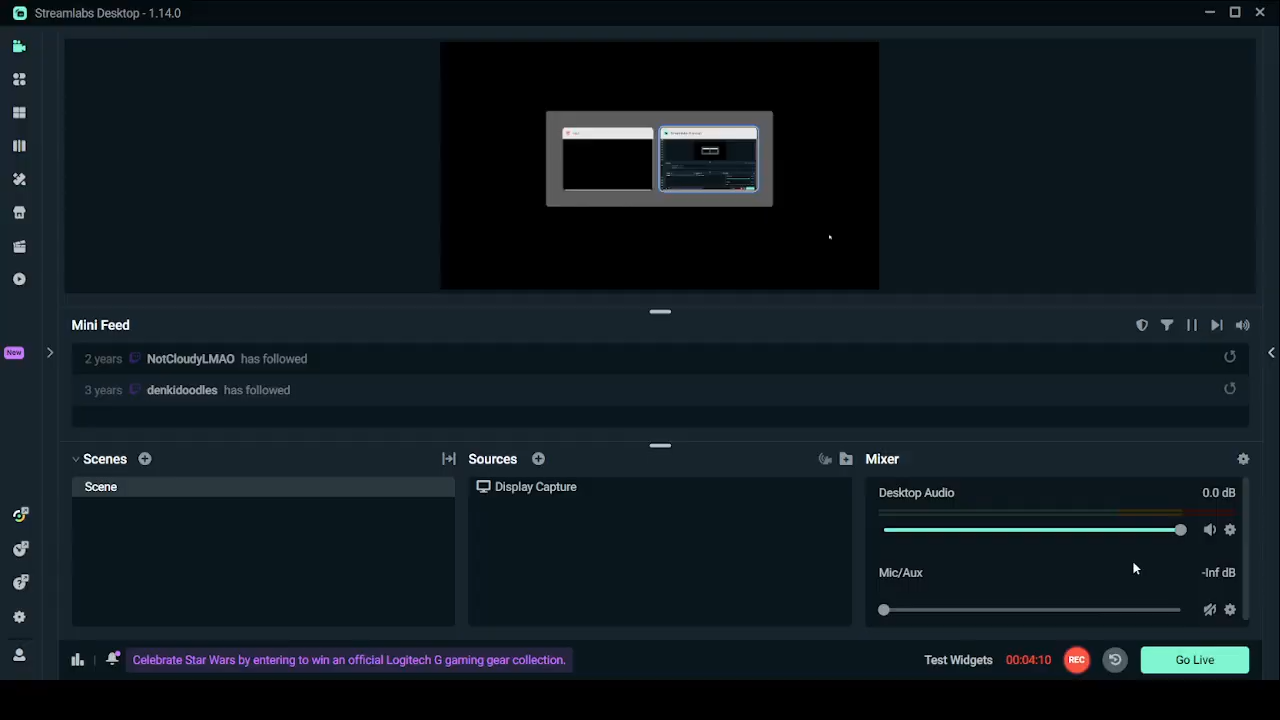 Streamlabs Desktop - 1.14.0
Mini Feed
2 years NotCloudyLMAO has followed
3 years denkidoodles has followed
New
Scenes
Sources
Mixer
Scene
Display Capture
Desktop Audio 0.0 dB
Mic/Aux -Inf dB
Celebrate Star Wars by entering to win an official Logitech G gaming gear collection.
Test Widgets 00:04:10 REC Go Live